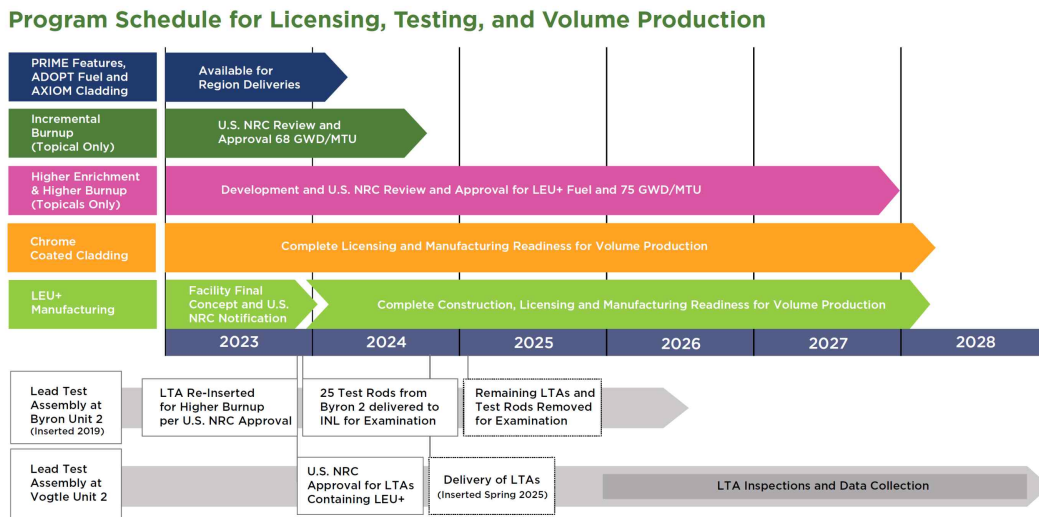 Program Schedule for Licensing, Testing, and Volume Production
PRIME Features,
ADOPT Fuel and
AXIOM Cladding
Available for
Region Deliveries
Incremental
Burnup
(Topical Only)
U.S. NRC Review and
Approval 68 GWD/MTU
Higher Enrichment
& Higher Burnup
(Topicals Only)
Development and U.S. NRC Review and Approval for LEU+ Fuel and 75 GWD/MTU
Chrome
Coated Cladding
Complete Licensing and Manufacturing Readiness for Volume Production
LEU+
Manufacturing
Facility Final
Concept and U.S.
NRC Notification
Complete Construction, Licensing and Manufacturing Readiness for Volume Production
2023 2024 2025 2026 2027 2028
Lead Test
Assembly at
Byron Unit 2
(Inserted 2019)
LTA Re-Inserted
for Higher Burnup
per U.S. NRC Approval
25 Test Rods from
Byron 2 delivered to
INL for Examination
Remaining LTAs and
Test Rods Removed
for Examination
Lead Test
Assembly at
Vogtle Unit 2
U.S. NRC
Approval for LTAs
Containing LEU+
Delivery of LTAs
(Inserted Spring 2025)
LTA Inspections and Data Collection